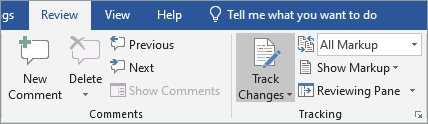 gs Review View Help Tell me what you want to do
New Comment
Delete
Previous
Next
Show Comments
Comments
Track Changes
All Markup
Show Markup
Reviewing Pane
Tracking